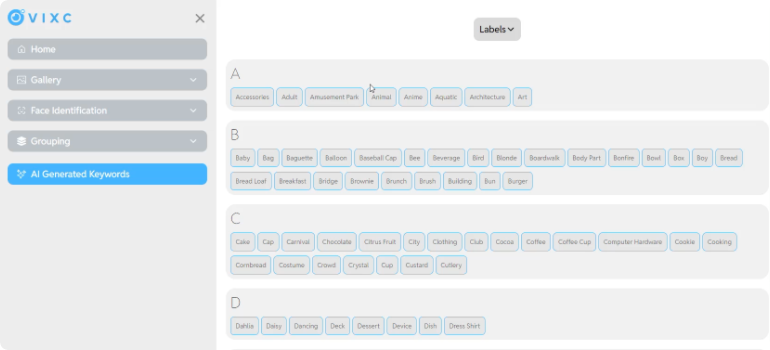 VIXC
Labels
Home
Gallery
Face Identification
Grouping
AI Generated Keywords
A
Accessories Adult Amusement Park Animal Anime Aquatic Architecture Art
B
Baby Bag Baguette Balloon Baseball Cap Bee Beverage Bird Blonde Boardwalk Body Part Bonfire Bowl Box Boy Bread
Bread Loaf Breakfast Bridge Brownie Brunch Brush Building Bun Burger
C
Cake Cap Carnival Chocolate Citrus Fruit City Clothing Club Cocoa Coffee Coffee Cup Computer Hardware Cookie Cooking
Cornbread Costume Crowd Crystal Cup Custard Cutlery
D
Dahlia Daisy Dancing Deck Dessert Device Dish Dress Shirt